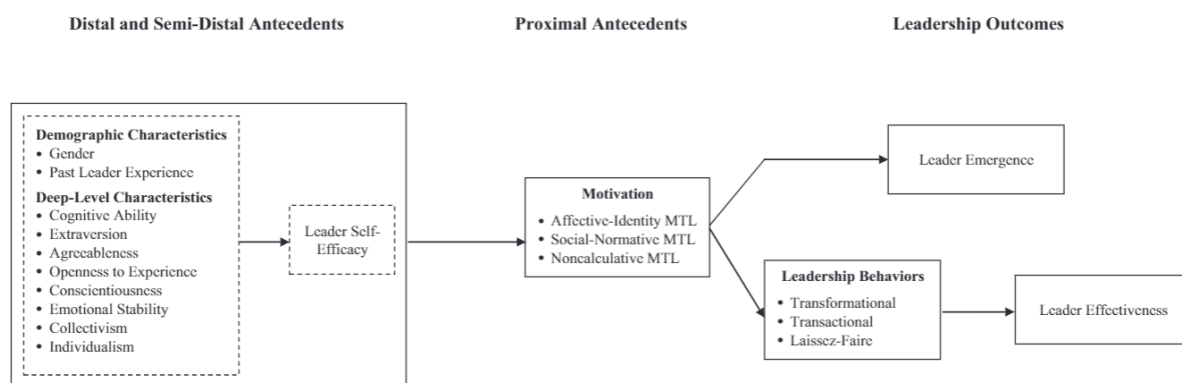 Distal and Semi-Distal Antecedents
Proximal Antecedents
Leadership Outcomes
Demographic Characteristics
• Gender
• Past Leader Experience
Deep-Level Characteristics
• Cognitive Ability
• Extraversion
• Agreeableness
• Openness to Experience
• Conscientiousness
• Emotional Stability
• Collectivism
• Individualism
Leader Self-
Efficacy
Motivation
• Affective-Identity MTL
• Social-Normative MTL
• Noncalculative MTL
Leader Emergence
Leadership Behaviors
• Transformational
• Transactional
• Laissez-Faire
Leader Effectiveness